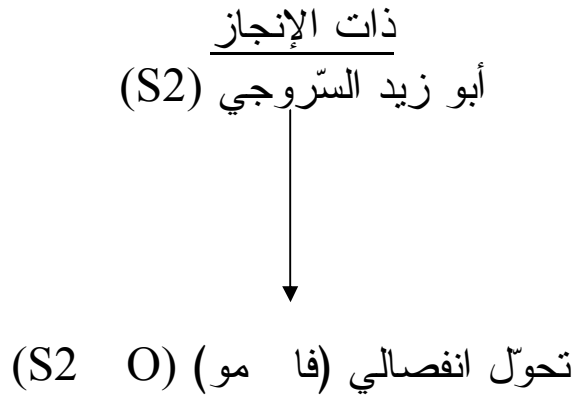 ذات الإنجاز
أبو زيد السّروجي (S2)
تحوّل انفصالي (فا مو) (S2 O)